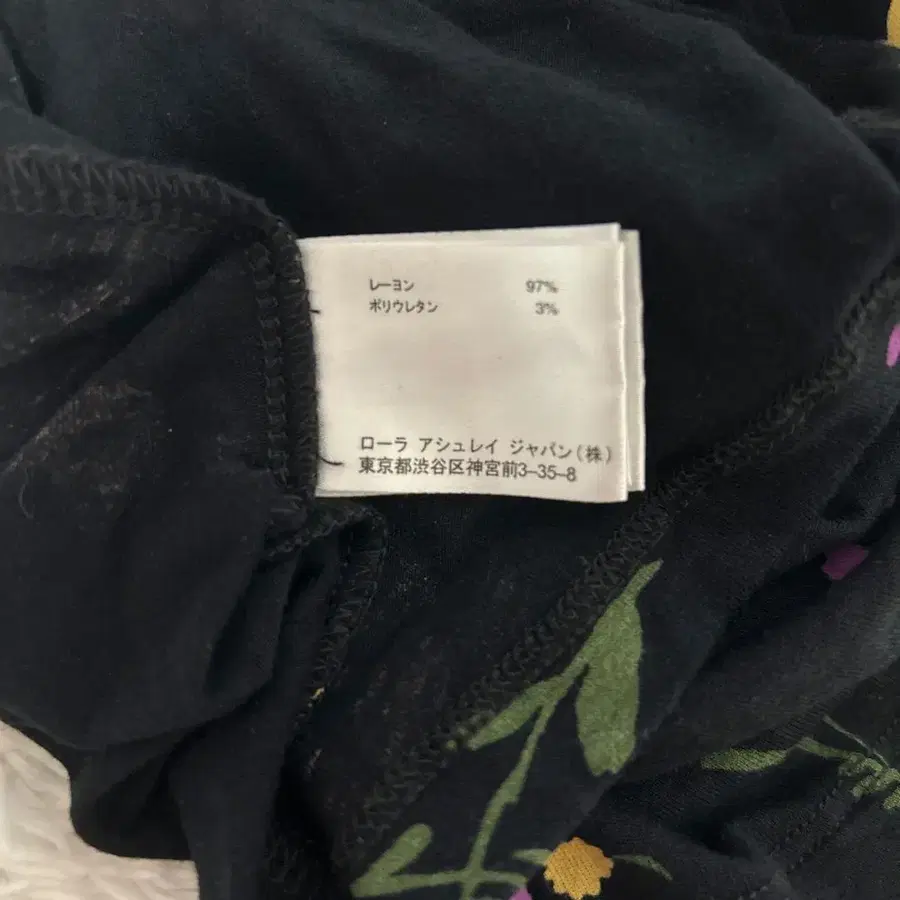 レーヨン 97%
ポリウレタン 3%
ローラ アシュレイ ジャパン(株)
東京都渋谷区神宮前3-35-8